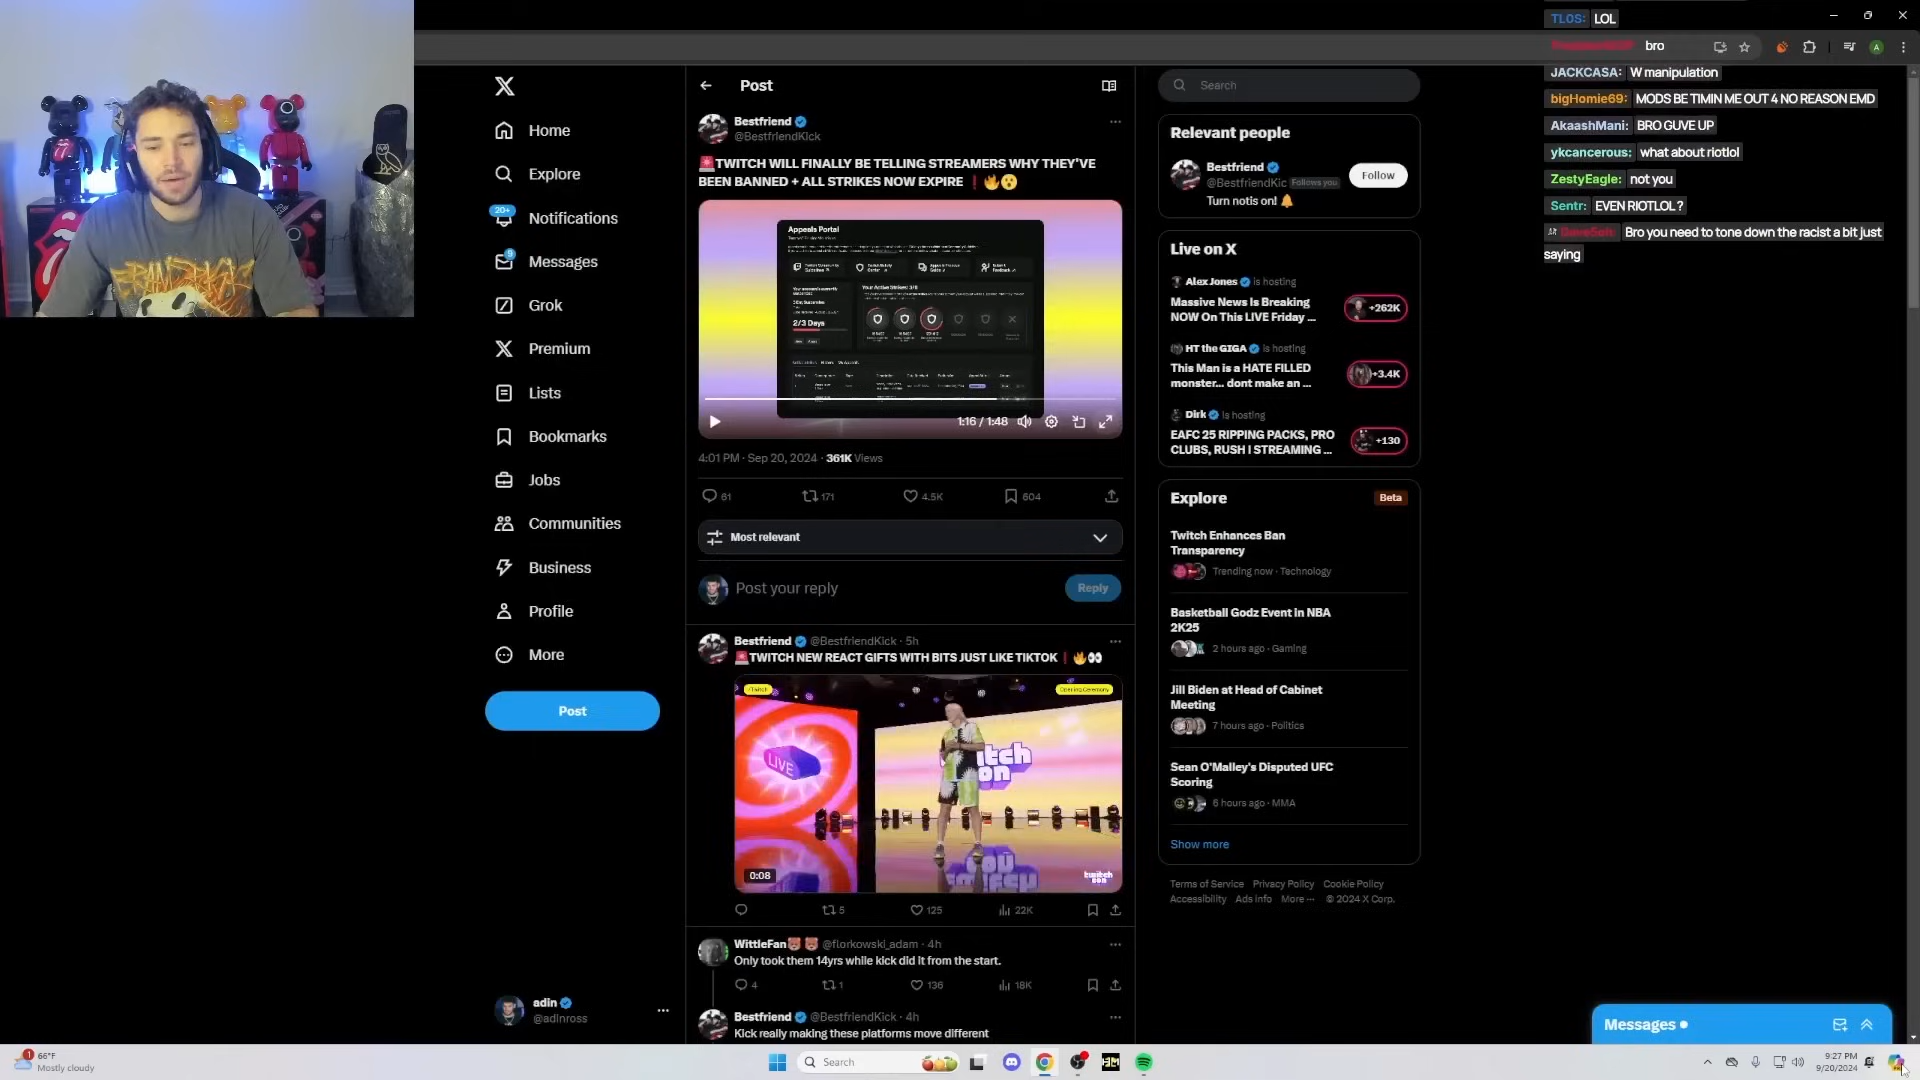 TL0S: LOL
bro
JACKCASA: W manipulation
bigHomie69: MODS BE TIMIN ME OUT 4 NO REASON EMD
AkaashMani: BRO GUVE UP
ykcancerous: what about riotlol
ZestyEagle: not you
Sentr: EVEN RIOTLOL ?
Bro you need to tone down the racist a bit just
saying
Home
Explore
20+
Notifications
9
Messages
Grok
Premium
Lists
Bookmarks
Jobs
Communities
Business
Profile
More
Post
adin
@adinross
Post
Bestfriend
@BestfriendKick
🚨TWITCH WILL FINALLY BE TELLING STREAMERS WHY THEY'VE
BEEN BANNED + ALL STRIKES NOW EXPIRE❗🔥😮
Appeals Portal
2/3 Days
1:16 / 1:48
4:01 PM · Sep 20, 2024 · 361K Views
61 171 4.5K 604
Most relevant
Post your reply
Reply
Bestfriend @BestfriendKick · 5h
🚨TWITCH NEW REACT GIFTS WITH BITS JUST LIKE TIKTOK❗🔥👀
Opening Ceremony
LIVE
0:08
5 125 22K
WittleFan🐻🐻 @florkowski_adam · 4h
Only took them 14yrs while kick did it from the start.
4 1 136 18K
Bestfriend @BestfriendKick · 4h
Kick really making these platforms move different
Search
Relevant people
Bestfriend
@BestfriendKic Follows you
Follow
Turn notis on! 🔔
Live on X
Alex Jones is hosting
Massive News Is Breaking
NOW On This LIVE Friday ...
+262K
HT the GIGA is hosting
This Man is a HATE FILLED
monster... dont make an ...
+3.4K
Dirk is hosting
EAFC 25 RIPPING PACKS, PRO
CLUBS, RUSH I STREAMING ...
+130
Explore
Beta
Twitch Enhances Ban
Transparency
Trending now · Technology
Basketball Godz Event in NBA
2K25
2 hours ago · Gaming
Jill Biden at Head of Cabinet
Meeting
7 hours ago · Politics
Sean O'Malley's Disputed UFC
Scoring
6 hours ago · MMA
Show more
Terms of Service Privacy Policy Cookie Policy
Accessibility Ads info More ··· © 2024 X Corp.
Messages
1
66°F
Mostly cloudy
Search
9:27 PM
9/20/2024